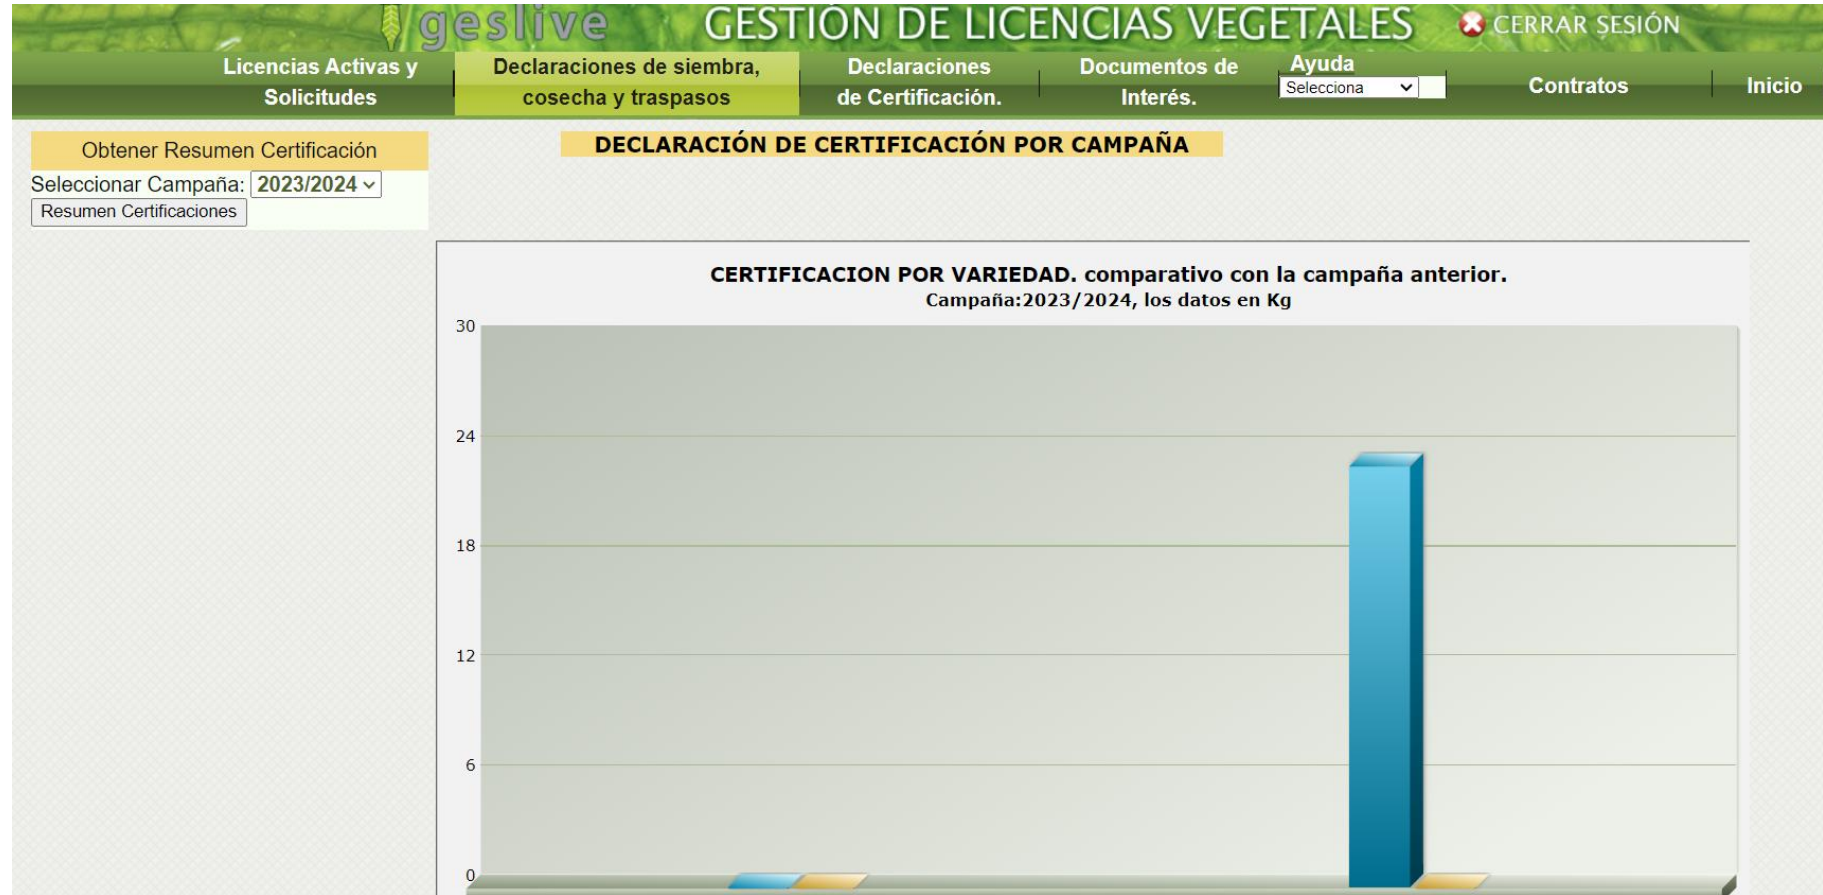 geslive GESTIÓN DE LICENCIAS VEGETALES CERRAR SESIÓN
Licencias Activas y
Solicitudes
Declaraciones de siembra,
cosecha y traspasos
Declaraciones
de Certificación.
Documentos de
Interés.
Ayuda
Selecciona
Contratos
Inicio
Obtener Resumen Certificación
Seleccionar Campaña: 2023/2024
Resumen Certificaciones
DECLARACIÓN DE CERTIFICACIÓN POR CAMPAÑA
CERTIFICACION POR VARIEDAD. comparativo con la campaña anterior.
Campaña:2023/2024, los datos en Kg
30
24
18
12
6
0